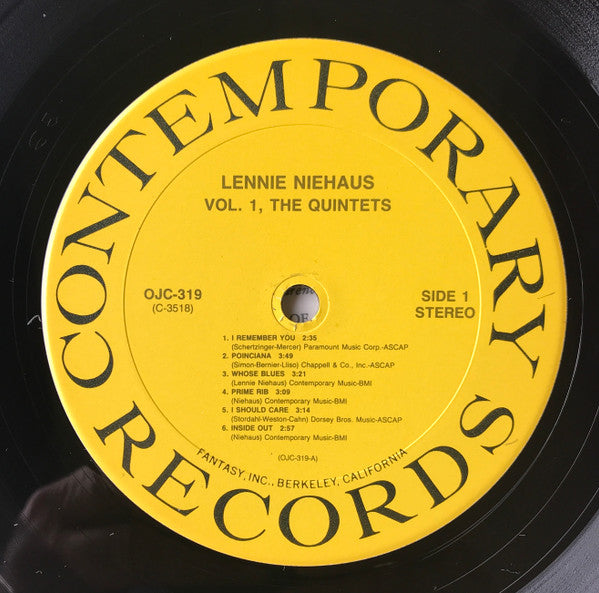 CONTEMPORARY RECORDS
LENNIE NIEHAUS
VOL. 1, THE QUINTETS
OJC-319
(C-3518)
SIDE 1
STEREO
1. I REMEMBER YOU 2:35
(Schertzinger-Mercer) Paramount Music Corp.-ASCAP
2. POINCIANA 3:49
(Simon-Bernier-Lliso) Chappell & Co., Inc.-ASCAP
3. WHOSE BLUES 3:21
(Lennie Niehaus) Contemporary Music-BMI
4. PRIME RIB 3:09
(Niehaus) Contemporary Music-BMI
5. I SHOULD CARE 3:14
(Stordahl-Weston-Cahn) Dorsey Bros. Music-ASCAP
6. INSIDE OUT 2:57
(Niehaus) Contemporary Music-BMI
(OJC-319-A)
FANTASY, INC., BERKELEY, CALIFORNIA